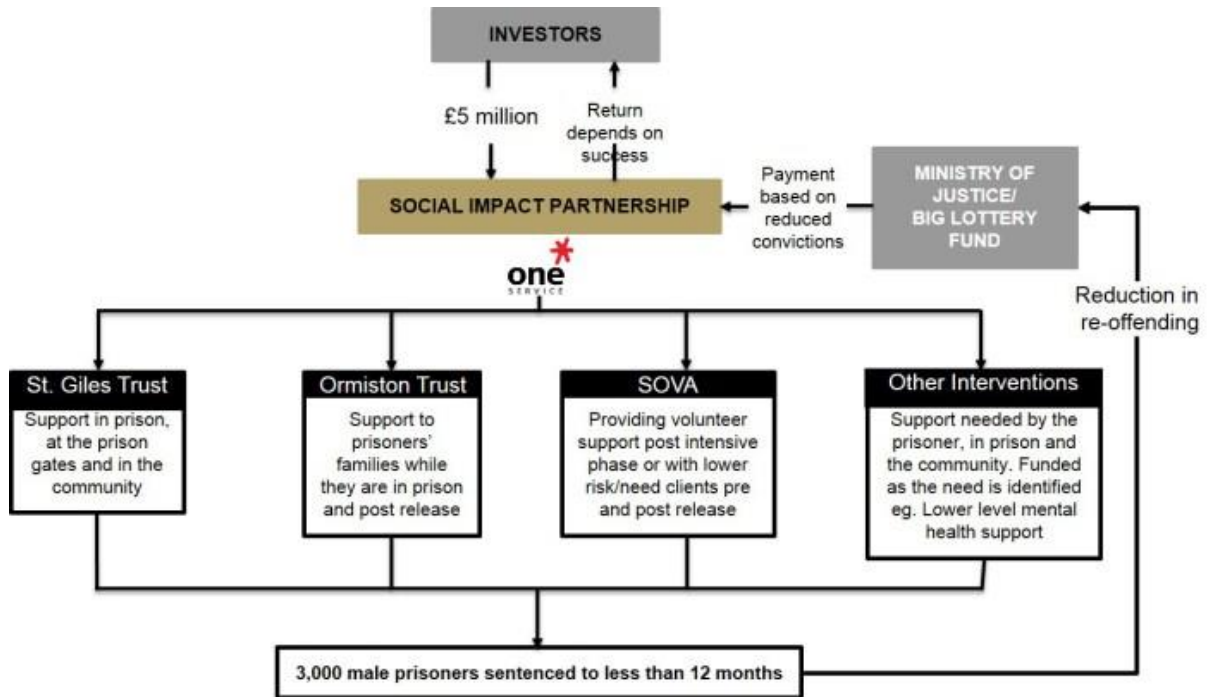 INVESTORS
£5 million
Return
depends on
success
SOCIAL IMPACT PARTNERSHIP
Payment
based on
reduced
convictions
MINISTRY OF
JUSTICE/
BIG LOTTERY
FUND
one
SERVICE
Reduction in
re-offending
St. Giles Trust
Support in prison,
at the prison
gates and in the
community
Ormiston Trust
Support to
prisoners'
families while
they are in prison
and post release
SOVA
Providing volunteer
support post intensive
phase or with lower
risk/need clients pre
and post release
Other Interventions
Support needed by the
prisoner, in prison and
the community. Funded
as the need is identified
eg. Lower level mental
health support
3,000 male prisoners sentenced to less than 12 months